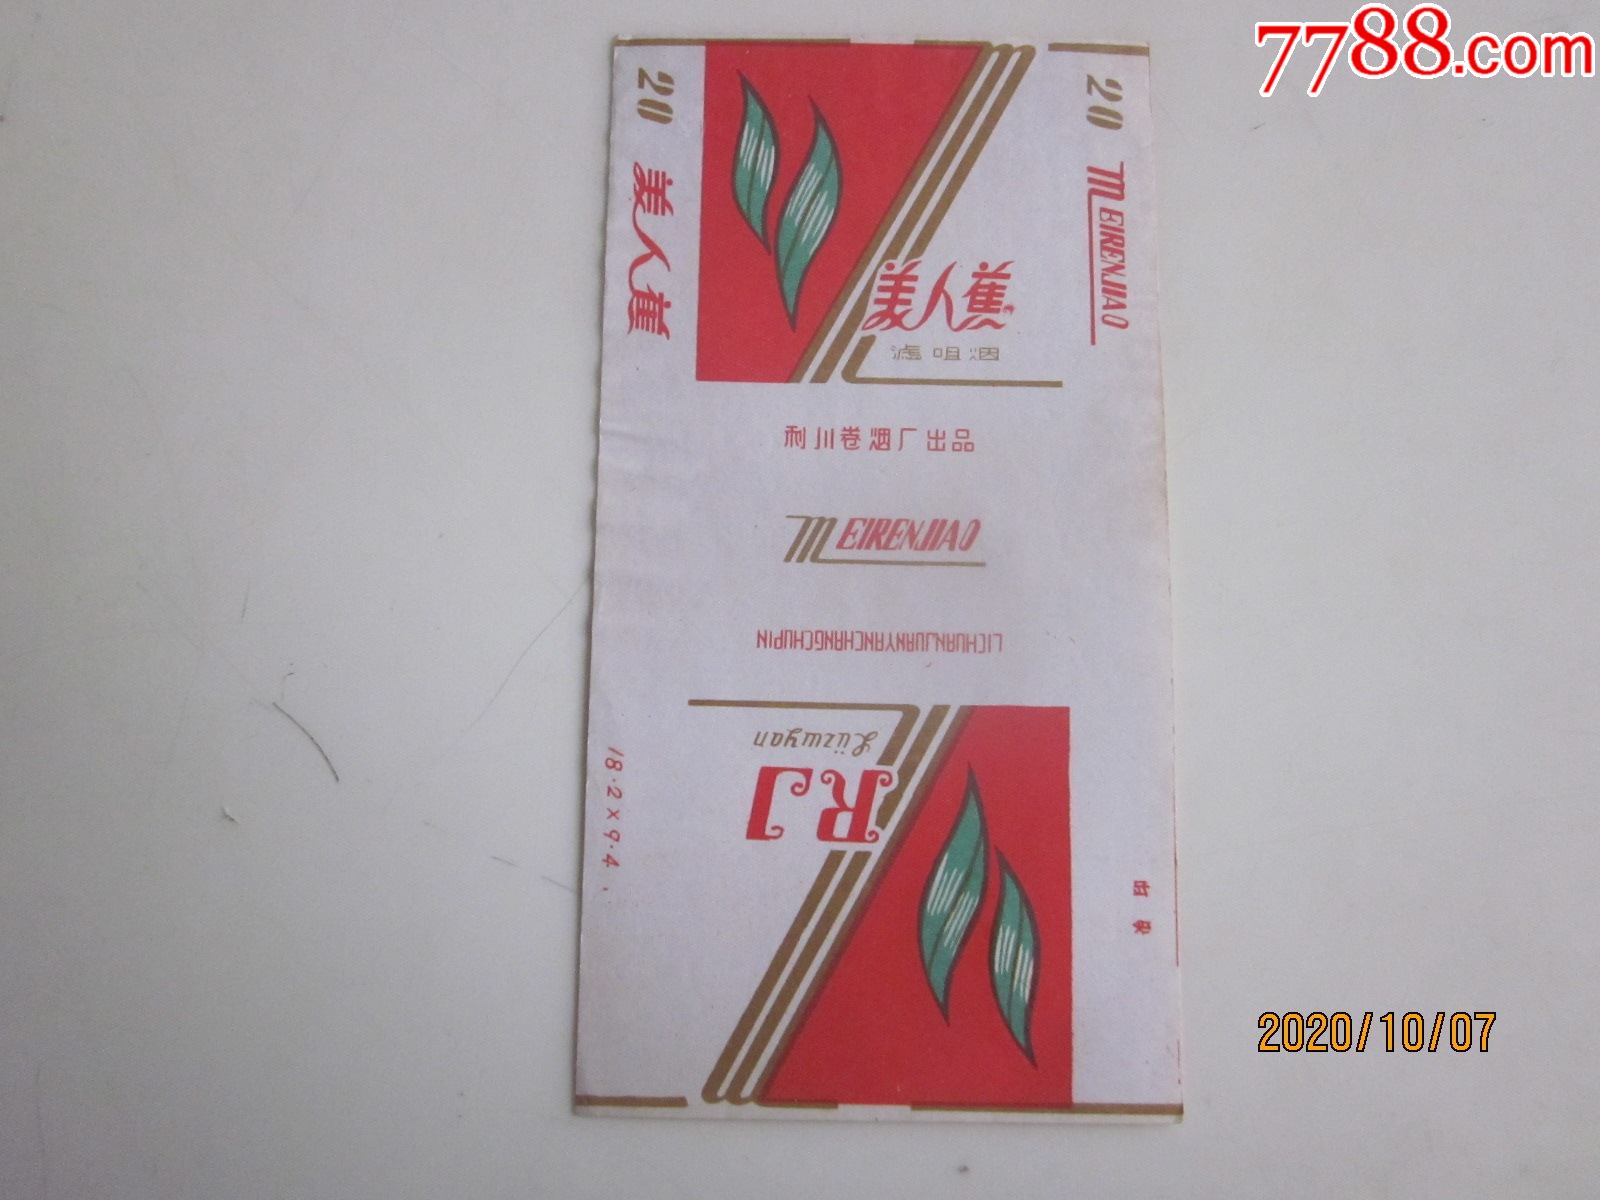 7788.com
20
美人蕉
20
MEIRENJIAO
美人蕉
滤咀烟
利川卷烟厂出品
MEIRENJIAO
LICHUANJUANYANCHANGCHUPIN
Lüzwyan
RJ
18.2×9.4
2020/10/07